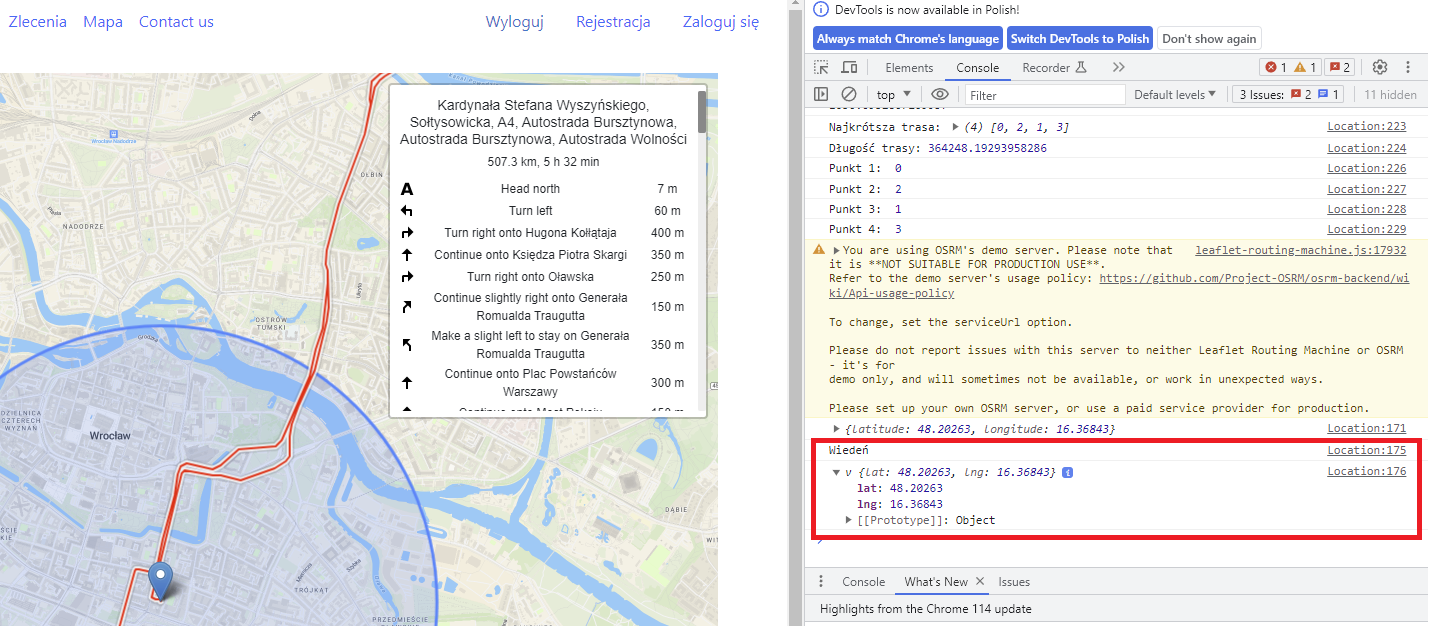 Zlecenia Mapa Contact us Wyloguj Rejestracja Zaloguj się
Wrocław Nadodrze
NADODRZE
OŁBIN
OSTRÓW
TUMSKI
Grodzka
DZIELNICA
CZTERECH
WYZNAŃ
Wrocław
TRÓJKĄT
PRZEDMIEŚCIE
DĄBIE
Kardynała Stefana Wyszyńskiego,
Sołtysowicka, A4, Autostrada Bursztynowa,
Autostrada Bursztynowa, Autostrada Wolności
507.3 km, 5 h 32 min
Head north 7 m
Turn left 60 m
Turn right onto Hugona Kołłątaja 400 m
Continue onto Księdza Piotra Skargi 350 m
Turn right onto Oławska 250 m
Continue slightly right onto Generała
Romualda Traugutta 150 m
Make a slight left to stay on Generała
Romualda Traugutta 350 m
Continue onto Plac Powstańców
Warszawy 300 m
DevTools is now available in Polish!
Always match Chrome's language Switch DevTools to Polish Don't show again
Elements Console Recorder 1 1 2
top Filter Default levels 3 Issues: 2 1 11 hidden
Najkrótsza trasa: (4) [0, 2, 1, 3] Location:223
Długość trasy: 364248.19293958286 Location:224
Punkt 1: 0 Location:226
Punkt 2: 2 Location:227
Punkt 3: 1 Location:228
Punkt 4: 3 Location:229
You are using OSRM's demo server. Please note that leaflet-routing-machine.js:17932
it is **NOT SUITABLE FOR PRODUCTION USE**.
Refer to the demo server's usage policy: https://github.com/Project-OSRM/osrm-backend/wi
ki/Api-usage-policy
To change, set the serviceUrl option.
Please do not report issues with this server to neither Leaflet Routing Machine or OSRM
- it's for
demo only, and will sometimes not be available, or work in unexpected ways.
Please set up your own OSRM server, or use a paid service provider for production.
{latitude: 48.20263, longitude: 16.36843} Location:171
Wiedeń Location:175
v {lat: 48.20263, lng: 16.36843} Location:176
lat: 48.20263
lng: 16.36843
[[Prototype]]: Object
Console What's New Issues
Highlights from the Chrome 114 update